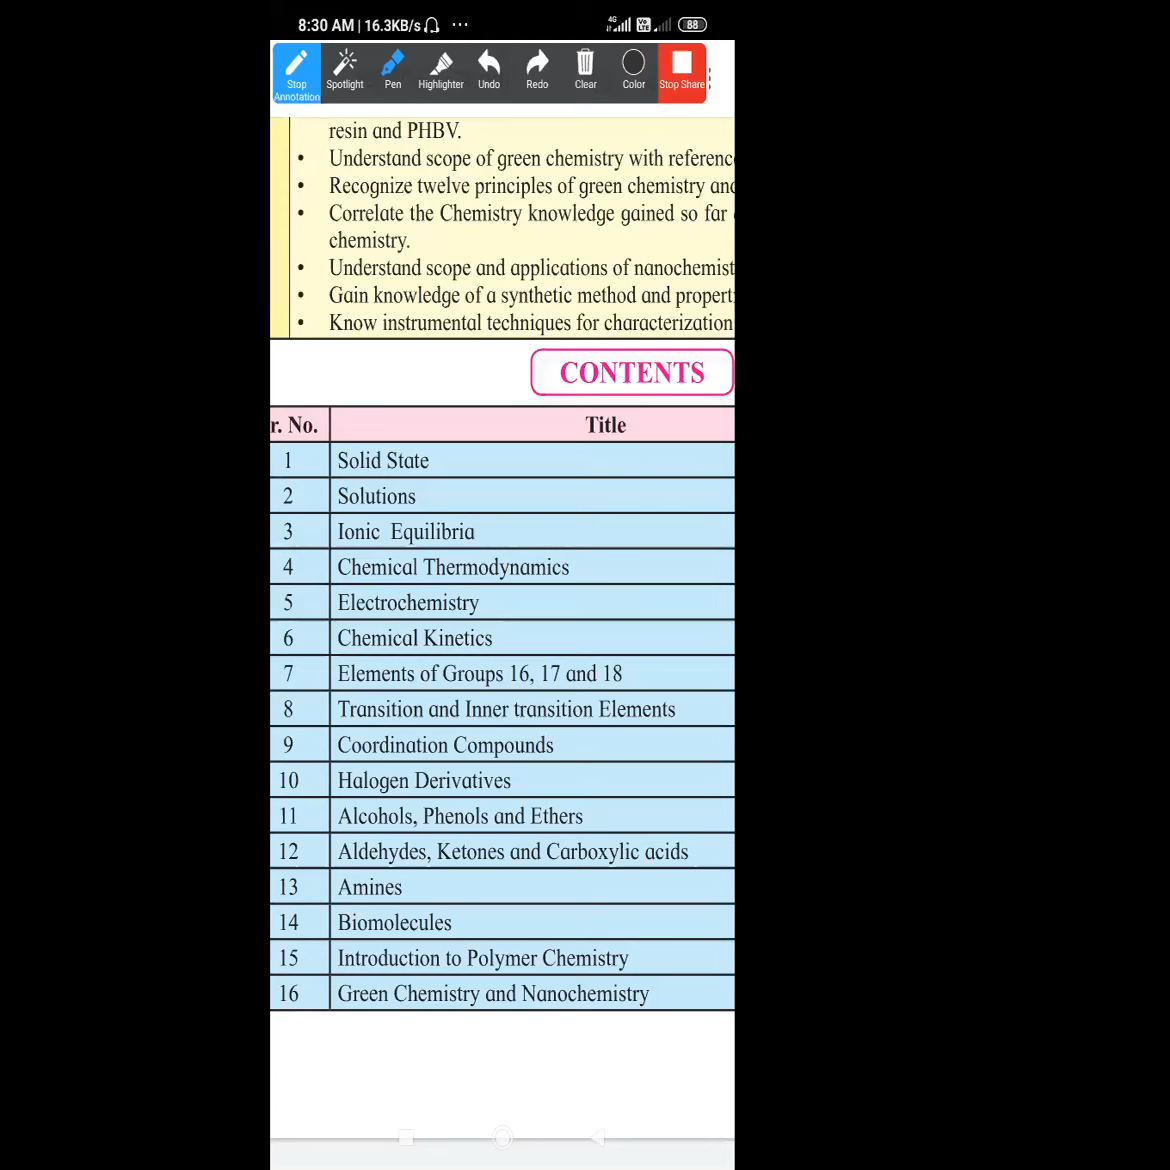 8:30 AM | 16.3KB/s ... 4G Vo LTE 88
Stop Annotation Spotlight Pen Highlighter Undo Redo Clear Color Stop Share
resin and PHBV.
• Understand scope of green chemistry with
• Recognize twelve principles of green chemistry
• Correlate the Chemistry knowledge gained so far
chemistry.
• Understand scope and applications of
• Gain knowledge of a synthetic method and
• Know instrumental techniques for characterization
CONTENTS
r. No. Title
1 Solid State
2 Solutions
3 Ionic Equilibria
4 Chemical Thermodynamics
5 Electrochemistry
6 Chemical Kinetics
7 Elements of Groups 16, 17 and 18
8 Transition and Inner transition Elements
9 Coordination Compounds
10 Halogen Derivatives
11 Alcohols, Phenols and Ethers
12 Aldehydes, Ketones and Carboxylic acids
13 Amines
14 Biomolecules
15 Introduction to Polymer Chemistry
16 Green Chemistry and Nanochemistry